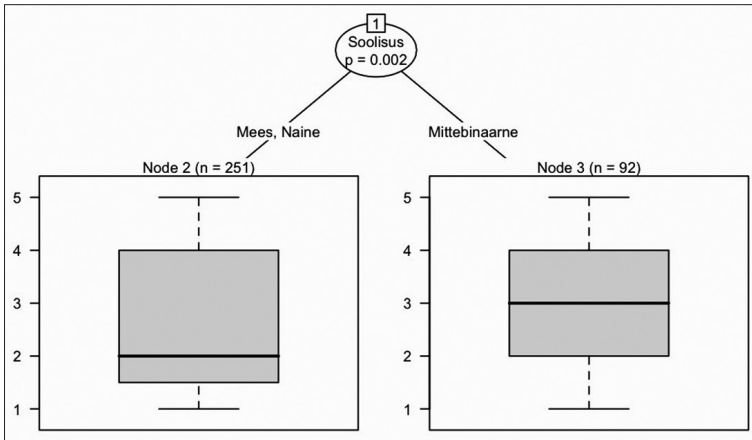 1
Soolisus
p = 0.002
Mees, Naine
Mittebinaarne
Node 2 (n = 251)
5
4
3
2
1
Node 3 (n = 92)
5
4
3
2
1